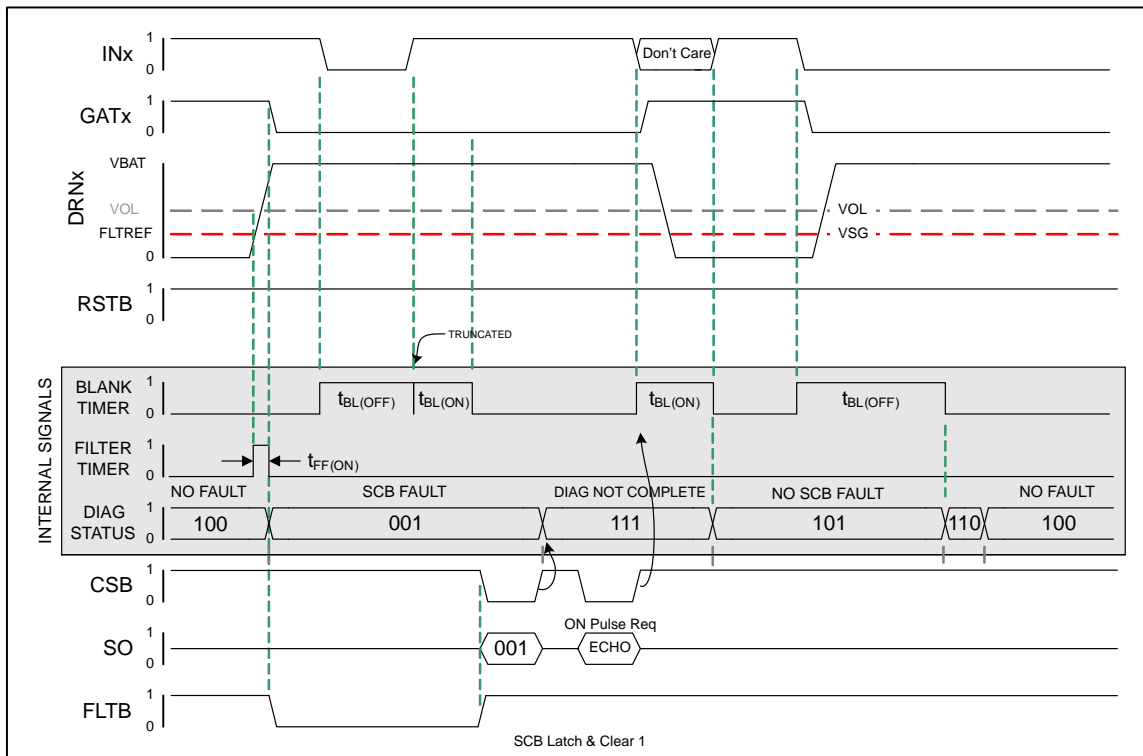 INx 1 0 Don't Care
GATx 1 0
DRNx VBAT
VOL VOL
FLTREF VSG
0
RSTB 1 0
TRUNCATED
INTERNAL SIGNALS
BLANK TIMER 1 0 tBL(OFF) tBL(ON) tBL(ON) tBL(OFF)
FILTER TIMER 1 0 tFF(ON)
NO FAULT SCB FAULT DIAG NOT COMPLETE NO SCB FAULT NO FAULT
DIAG STATUS 1 0 100 001 111 101 110 100
CSB 1 0
ON Pulse Req
SO 1 0 001 ECHO
FLTB 1 0
SCB Latch & Clear 1